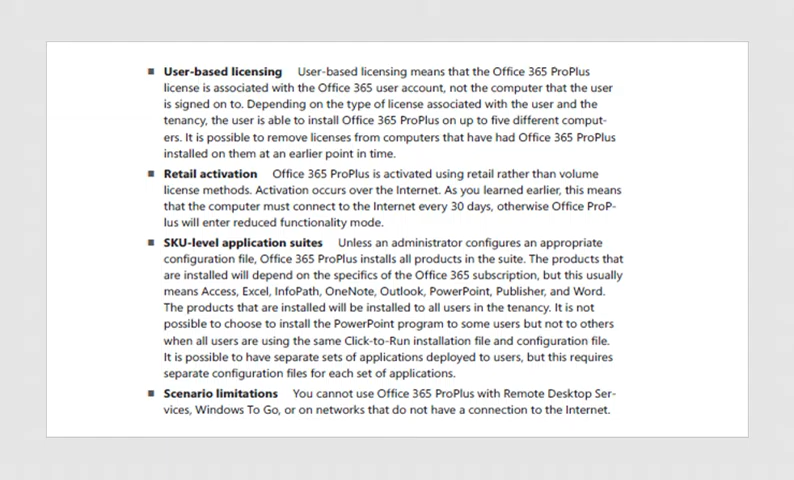 ■ User-based licensing User-based licensing means that the Office 365 ProPlus
license is associated with the Office 365 user account, not the computer that the user
is signed on to. Depending on the type of license associated with the user and the
tenancy, the user is able to install Office 365 ProPlus on up to five different comput-
ers. It is possible to remove licenses from computers that have had Office 365 ProPlus
installed on them at an earlier point in time.
■ Retail activation Office 365 ProPlus is activated using retail rather than volume
license methods. Activation occurs over the Internet. As you learned earlier, this means
that the computer must connect to the Internet every 30 days, otherwise Office ProP-
lus will enter reduced functionality mode.
■ SKU-level application suites Unless an administrator configures an appropriate
configuration file, Office 365 ProPlus installs all products in the suite. The products that
are installed will depend on the specifics of the Office 365 subscription, but this usually
means Access, Excel, InfoPath, OneNote, Outlook, PowerPoint, Publisher, and Word.
The products that are installed will be installed to all users in the tenancy. It is not
possible to choose to install the PowerPoint program to some users but not to others
when all users are using the same Click-to-Run installation file and configuration file.
It is possible to have separate sets of applications deployed to users, but this requires
separate configuration files for each set of applications.
■ Scenario limitations You cannot use Office 365 ProPlus with Remote Desktop Ser-
vices, Windows To Go, or on networks that do not have a connection to the Internet.